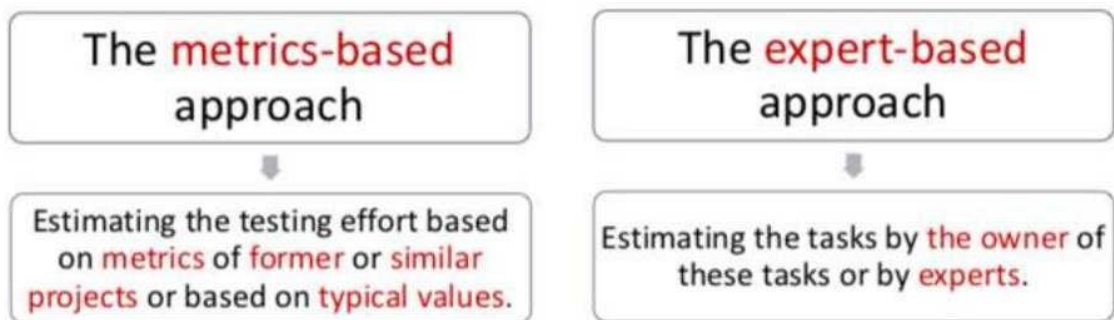 The metrics-based
approach
Estimating the testing effort based
on metrics of former or similar
projects or based on typical values.
The expert-based
approach
Estimating the tasks by the owner of
these tasks or by experts.